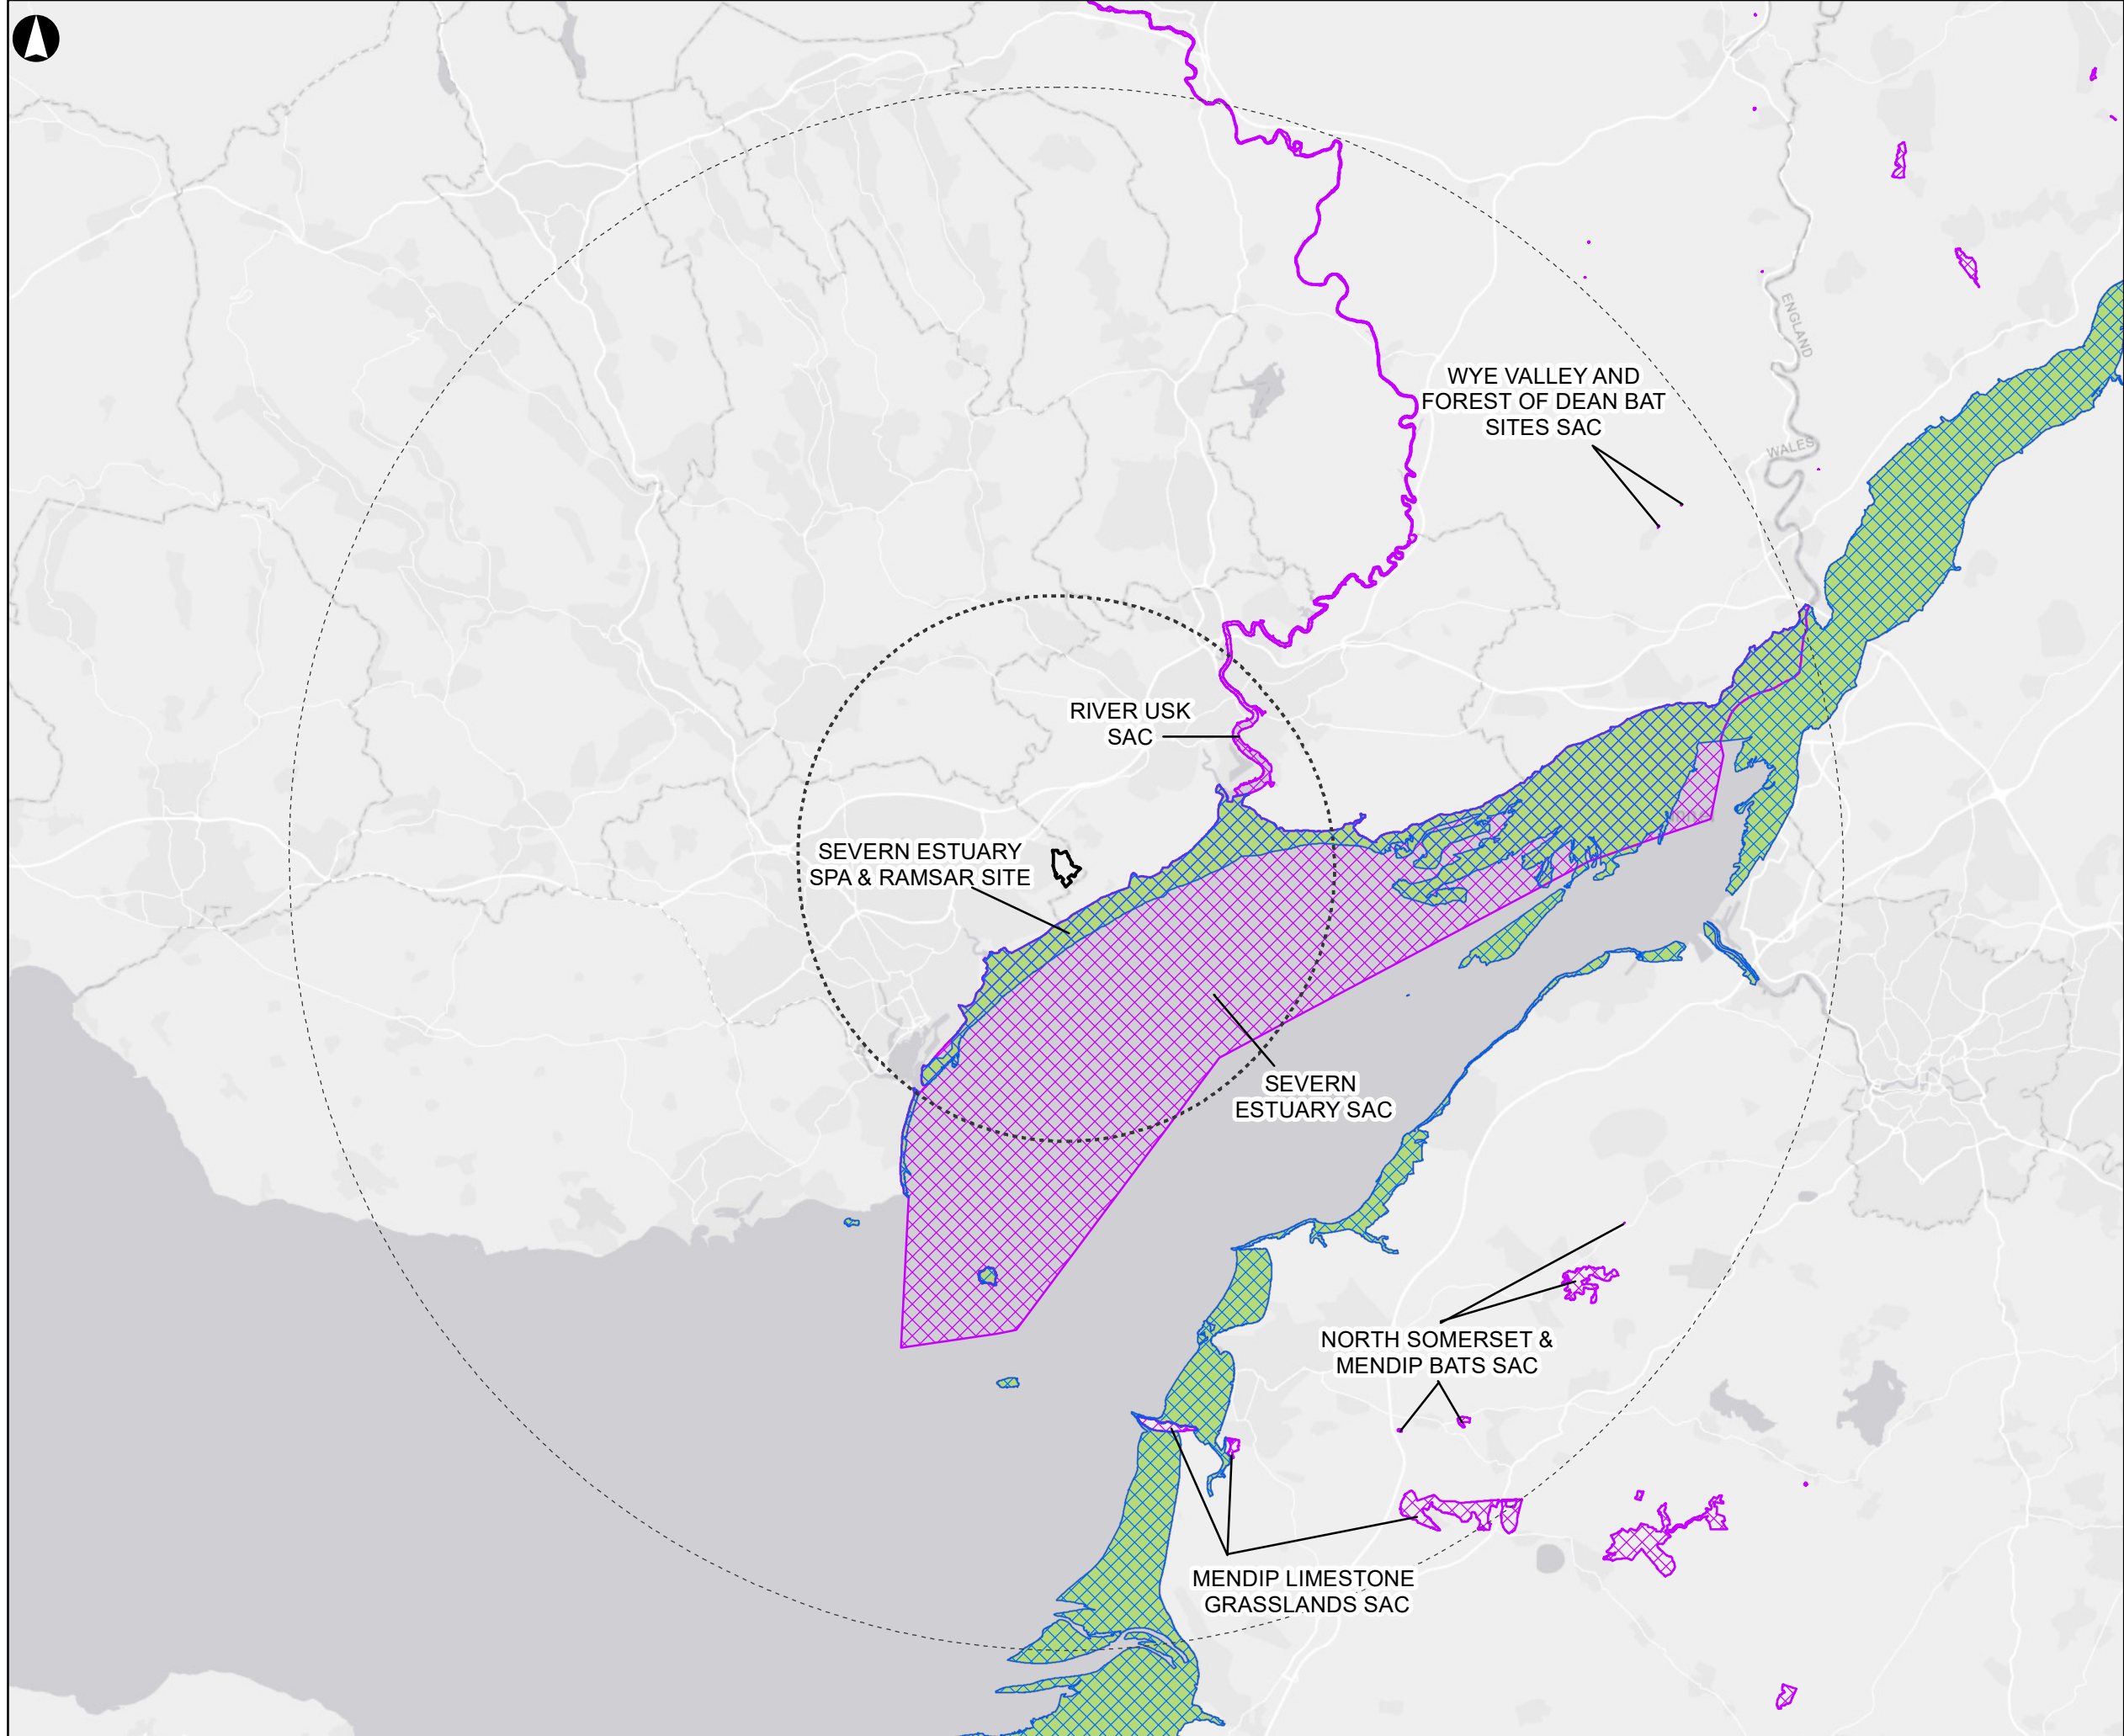 ENGLAND
WYE VALLEY AND
FOREST OF DEAN BAT
SITES SAC
WALES
RIVER USK
SAC
SEVERN ESTUARY
SPA & RAMSAR SITE
SEVERN
ESTUARY SAC
NORTH SOMERSET &
MENDIP BATS SAC
MENDIP LIMESTONE
GRASSLANDS SAC